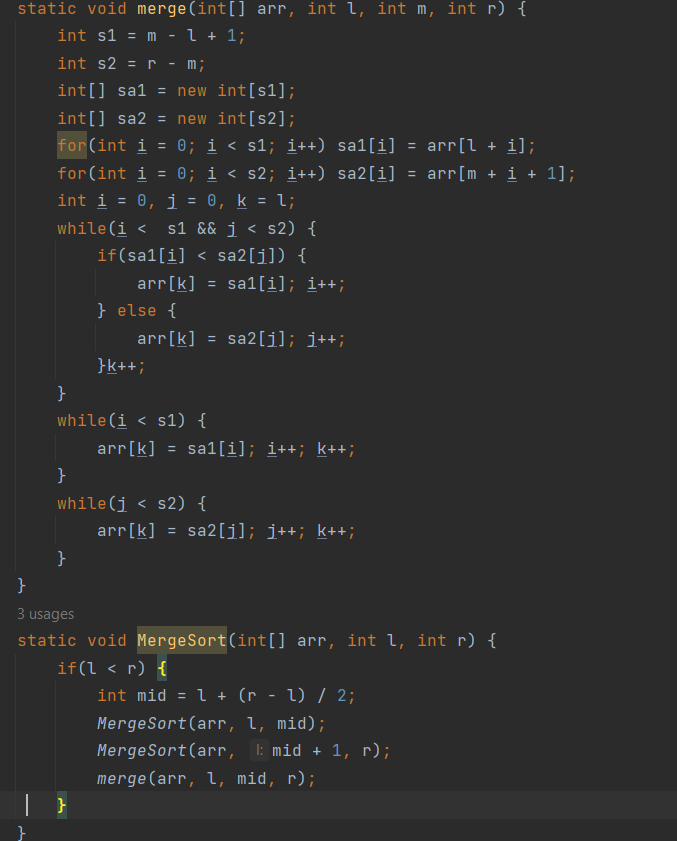 static void merge(int[] arr, int l, int m, int r) {
    int s1 = m - l + 1;
    int s2 = r - m;
    int[] sa1 = new int[s1];
    int[] sa2 = new int[s2];
    for(int i = 0; i < s1; i++) sa1[i] = arr[l + i];
    for(int i = 0; i < s2; i++) sa2[i] = arr[m + i + 1];
    int i = 0, j = 0, k = l;
    while(i <  s1 && j < s2) {
        if(sa1[i] < sa2[j]) {
            arr[k] = sa1[i]; i++;
        } else {
            arr[k] = sa2[j]; j++;
        }k++;
    }
    while(i < s1) {
        arr[k] = sa1[i]; i++; k++;
    }
    while(j < s2) {
        arr[k] = sa2[j]; j++; k++;
    }
}
3 usages
static void MergeSort(int[] arr, int l, int r) {
    if(l < r) {
        int mid = l + (r - l) / 2;
        MergeSort(arr, l, mid);
        MergeSort(arr, l: mid + 1, r);
        merge(arr, l, mid, r);
    }
}